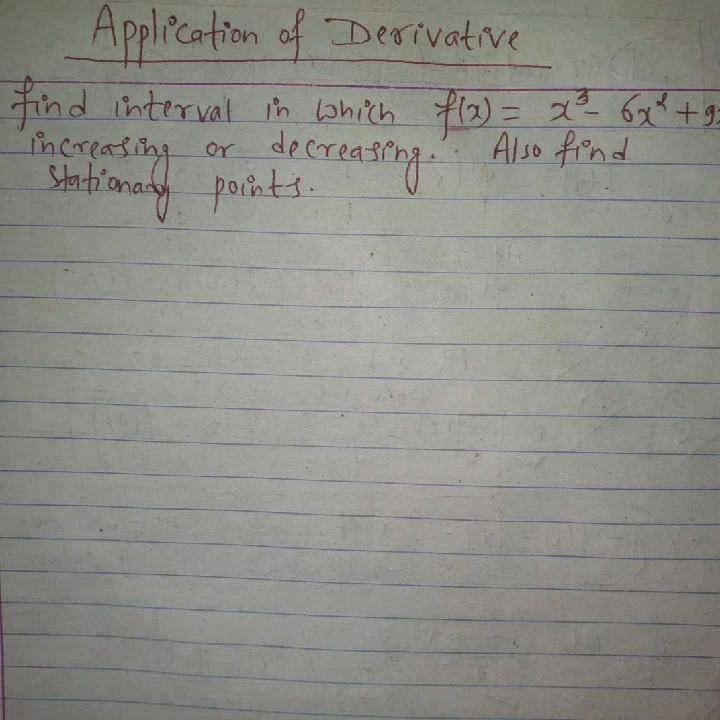 Application of Derivative
find interval in which f(x) = x³- 6x² + 9
increasing or decreasing. Also find
stationary points.